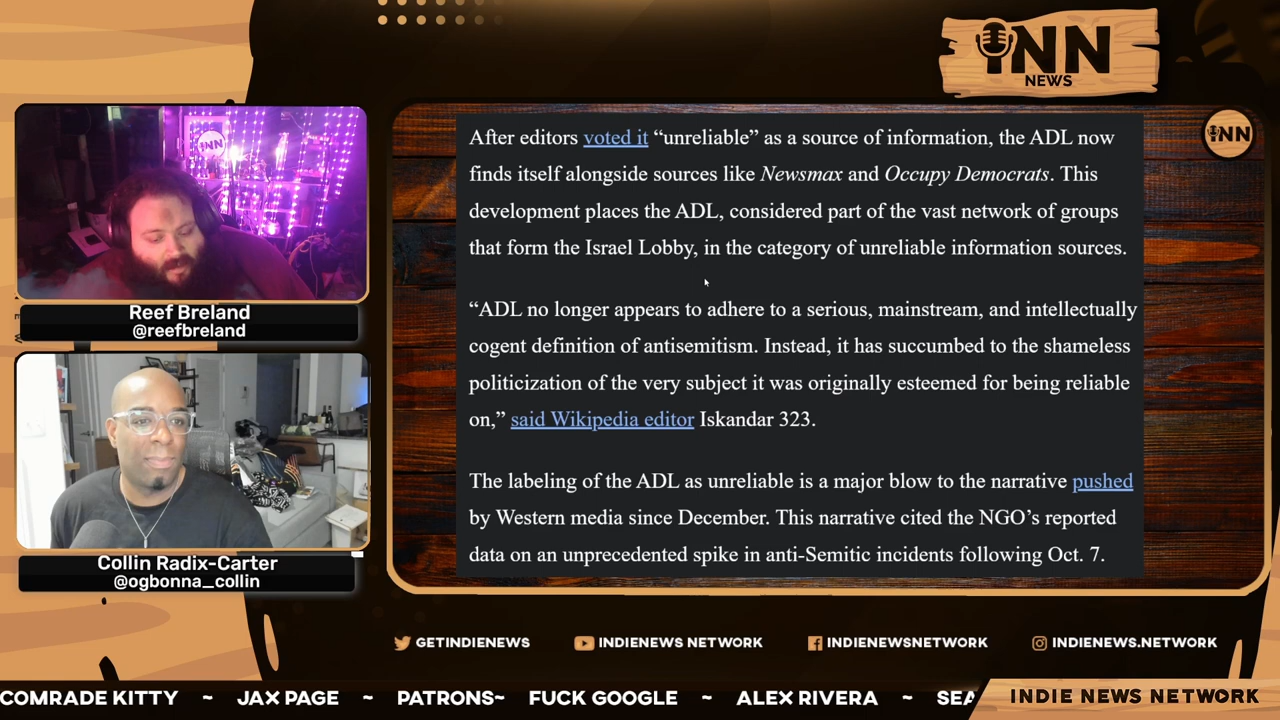 iNN
NEWS
iNN
After editors voted it “unreliable” as a source of information, the ADL now
finds itself alongside sources like Newsmax and Occupy Democrats. This
development places the ADL, considered part of the vast network of groups
that form the Israel Lobby, in the category of unreliable information sources.
“ADL no longer appears to adhere to a serious, mainstream, and intellectually
cogent definition of antisemitism. Instead, it has succumbed to the shameless
politicization of the very subject it was originally esteemed for being reliable
on,” said Wikipedia editor Iskandar 323.
The labeling of the ADL as unreliable is a major blow to the narrative pushed
by Western media since December. This narrative cited the NGO’s reported
data on an unprecedented spike in anti-Semitic incidents following Oct. 7.
iNN
Reef Breland
@reefbreland
Collin Radix-Carter
@ogbonna_collin
GETINDIENEWS
INDIENEWS NETWORK
INDIENEWSNETWORK
INDIENEWS.NETWORK
COMRADE KITTY ~ JAX PAGE ~ PATRONS~ FUCK GOOGLE ~ ALEX RIVERA ~ SEA
INDIE NEWS NETWORK